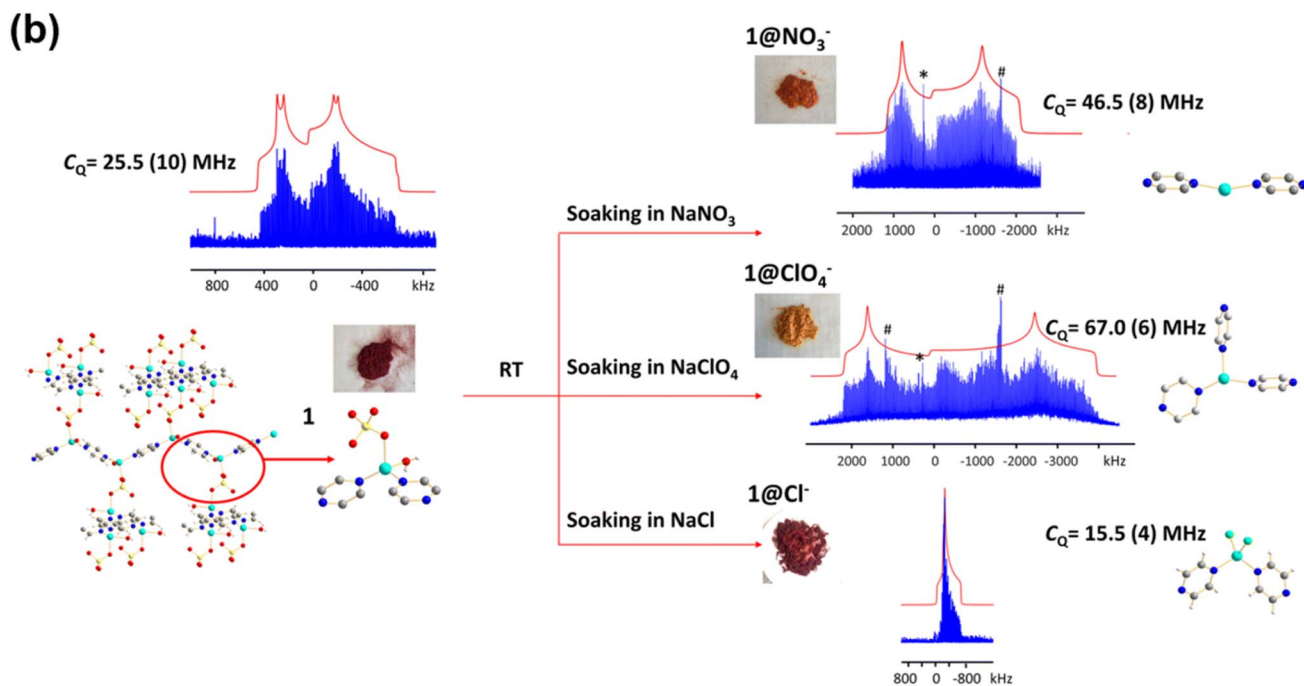 (b)
C_Q= 25.5 (10) MHz
800 400 0 -400 kHz
1
RT
Soaking in NaNO₃
Soaking in NaClO₄
Soaking in NaCl
1@NO₃⁻
*
#
C_Q= 46.5 (8) MHz
2000 1000 0 -1000 -2000 kHz
1@ClO₄⁻
#
*
#
C_Q= 67.0 (6) MHz
2000 1000 0 -1000 -2000 -3000 kHz
1@Cl⁻
C_Q= 15.5 (4) MHz
800 0 -800 kHz